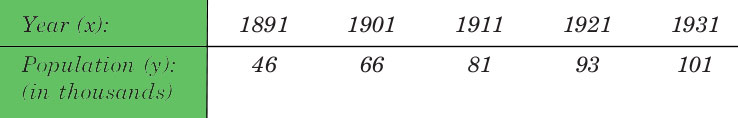 Year (x): 1891 1901 1911 1921 1931
Population (y): 46 66 81 93 101
(in thousands)